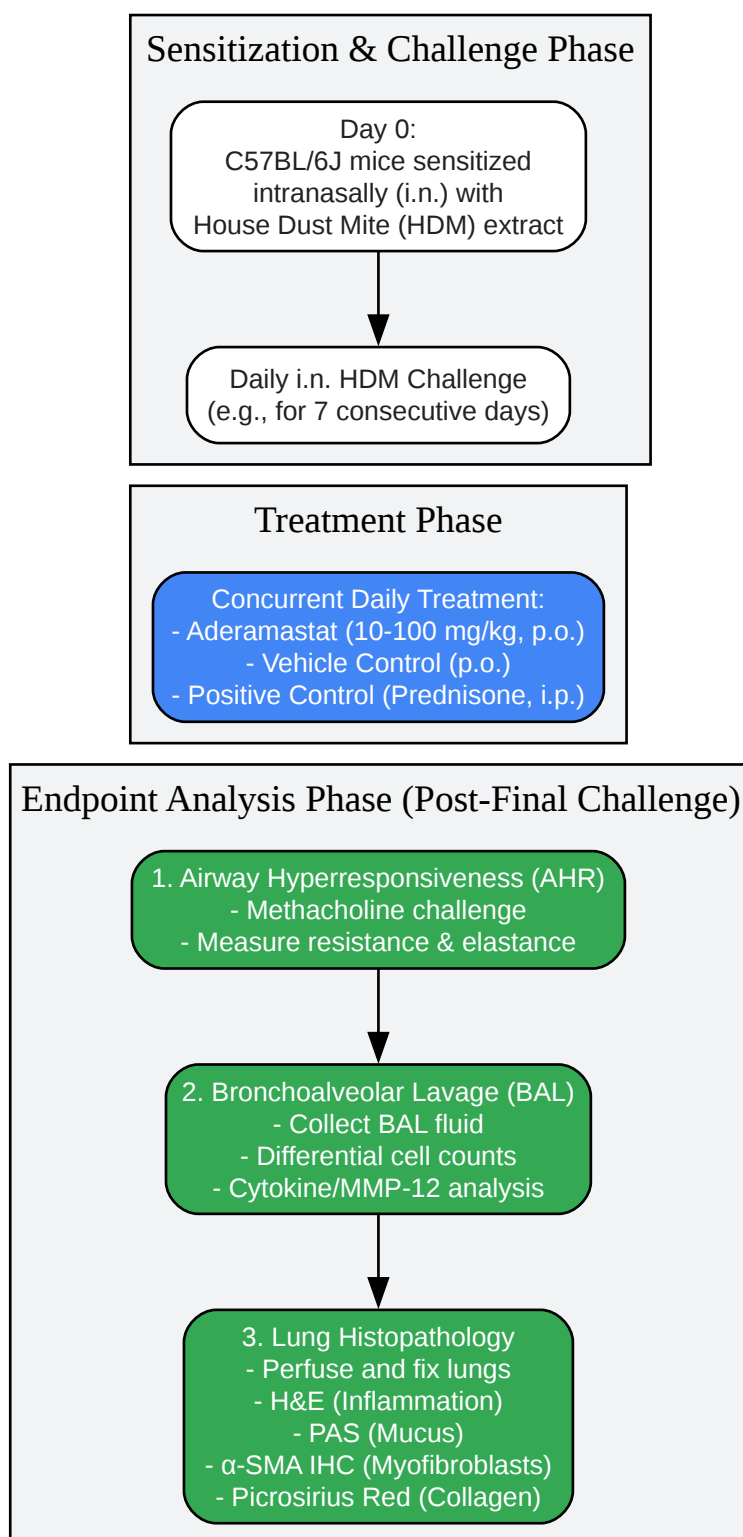 Sensitization & Challenge Phase
Day 0:
C57BL/6J mice sensitized
intranasally (i.n.) with
House Dust Mite (HDM) extract
Daily i.n. HDM Challenge
(e.g., for 7 consecutive days)
Treatment Phase
Concurrent Daily Treatment:
- Aderamastat (10-100 mg/kg, p.o.)
- Vehicle Control (p.o.)
- Positive Control (Prednisone, i.p.)
Endpoint Analysis Phase (Post-Final Challenge)
1. Airway Hyperresponsiveness (AHR)
- Methacholine challenge
- Measure resistance & elastance
2. Bronchoalveolar Lavage (BAL)
- Collect BAL fluid
- Differential cell counts
- Cytokine/MMP-12 analysis
3. Lung Histopathology
- Perfuse and fix lungs
- H&E (Inflammation)
- PAS (Mucus)
- α-SMA IHC (Myofibroblasts)
- Picrosirius Red (Collagen)